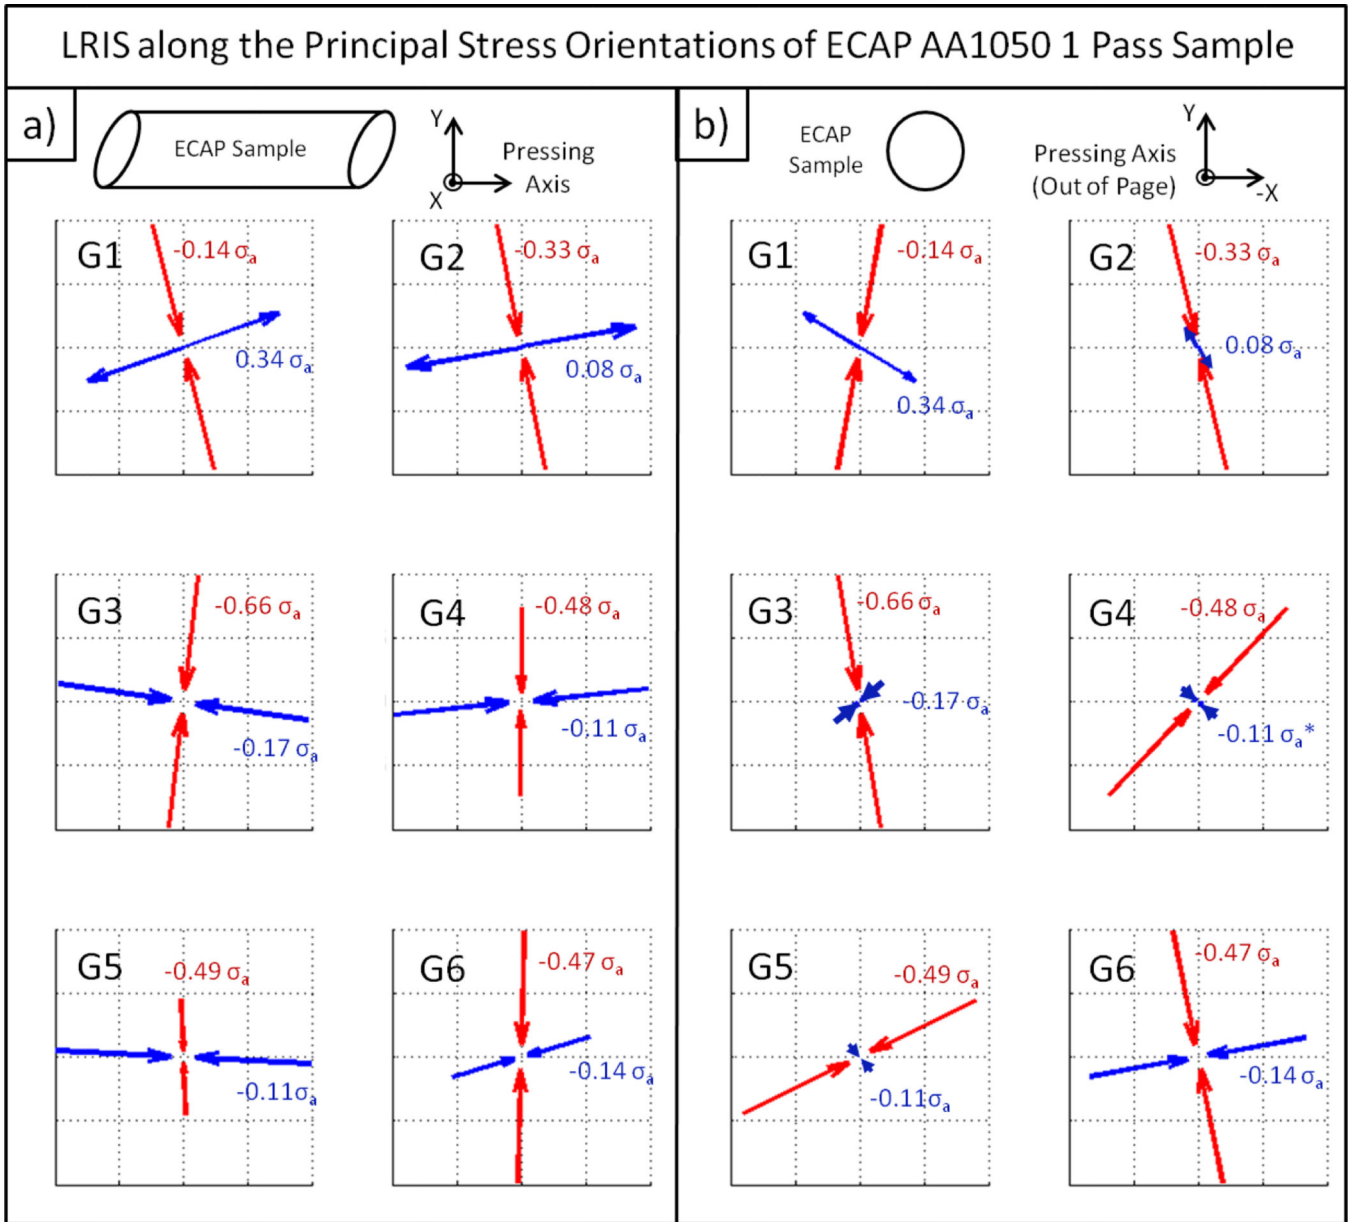 LRIS along the Principal Stress Orientations of ECAP AA1050 1 Pass Sample
a)
ECAP Sample
Y
X
Pressing
Axis
G1
-0.14 σa
0.34 σa
G2
-0.33 σa
0.08 σa
G3
-0.66 σa
-0.17 σa
G4
-0.48 σa
-0.11 σa
G5
-0.49 σa
-0.11σa
G6
-0.47 σa
-0.14 σa
b)
ECAP
Sample
Pressing Axis
(Out of Page)
Y
-X
G1
-0.14 σa
0.34 σa
G2
-0.33 σa
0.08 σa
G3
-0.66 σa
-0.17 σa
G4
-0.48 σa
-0.11 σa*
G5
-0.49 σa
-0.11σa
G6
-0.47 σa
-0.14 σa